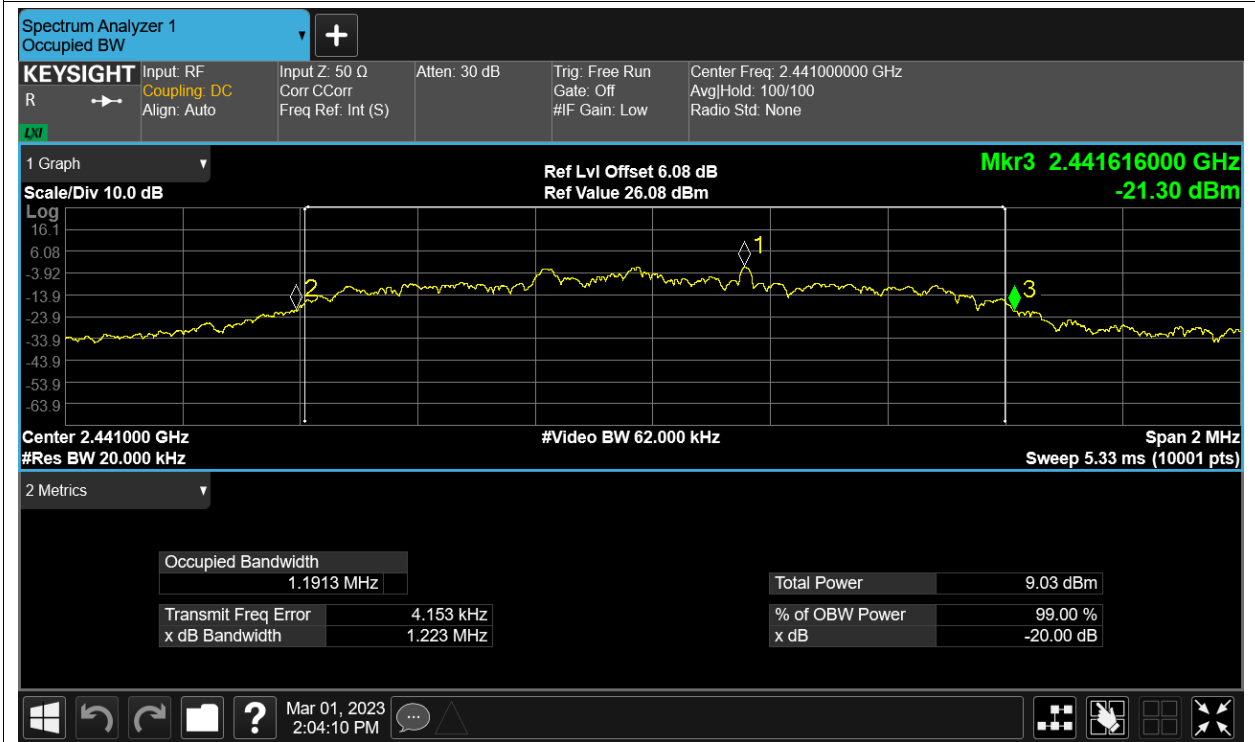 Spectrum Analyzer 1
Occupied BW
KEYSIGHT
R
LXI
Input: RF
Coupling: DC
Align: Auto
Input Z: 50 Ω
Corr CCorr
Freq Ref: Int (S)
Atten: 30 dB
Trig: Free Run
Gate: Off
#IF Gain: Low
Center Freq: 2.441000000 GHz
Avg|Hold: 100/100
Radio Std: None
1 Graph
Scale/Div 10.0 dB
Ref Lvl Offset 6.08 dB
Ref Value 26.08 dBm
Mkr3 2.441616000 GHz
-21.30 dBm
Log
16.1
6.08
-3.92
-13.9
-23.9
-33.9
-43.9
-53.9
-63.9
1
2
3
Center 2.441000 GHz
#Video BW 62.000 kHz
Span 2 MHz
#Res BW 20.000 kHz
Sweep 5.33 ms (10001 pts)
2 Metrics
Occupied Bandwidth
1.1913 MHz
Transmit Freq Error 4.153 kHz
x dB Bandwidth 1.223 MHz
Total Power 9.03 dBm
% of OBW Power 99.00 %
x dB -20.00 dB
?
Mar 01, 2023
2:04:10 PM